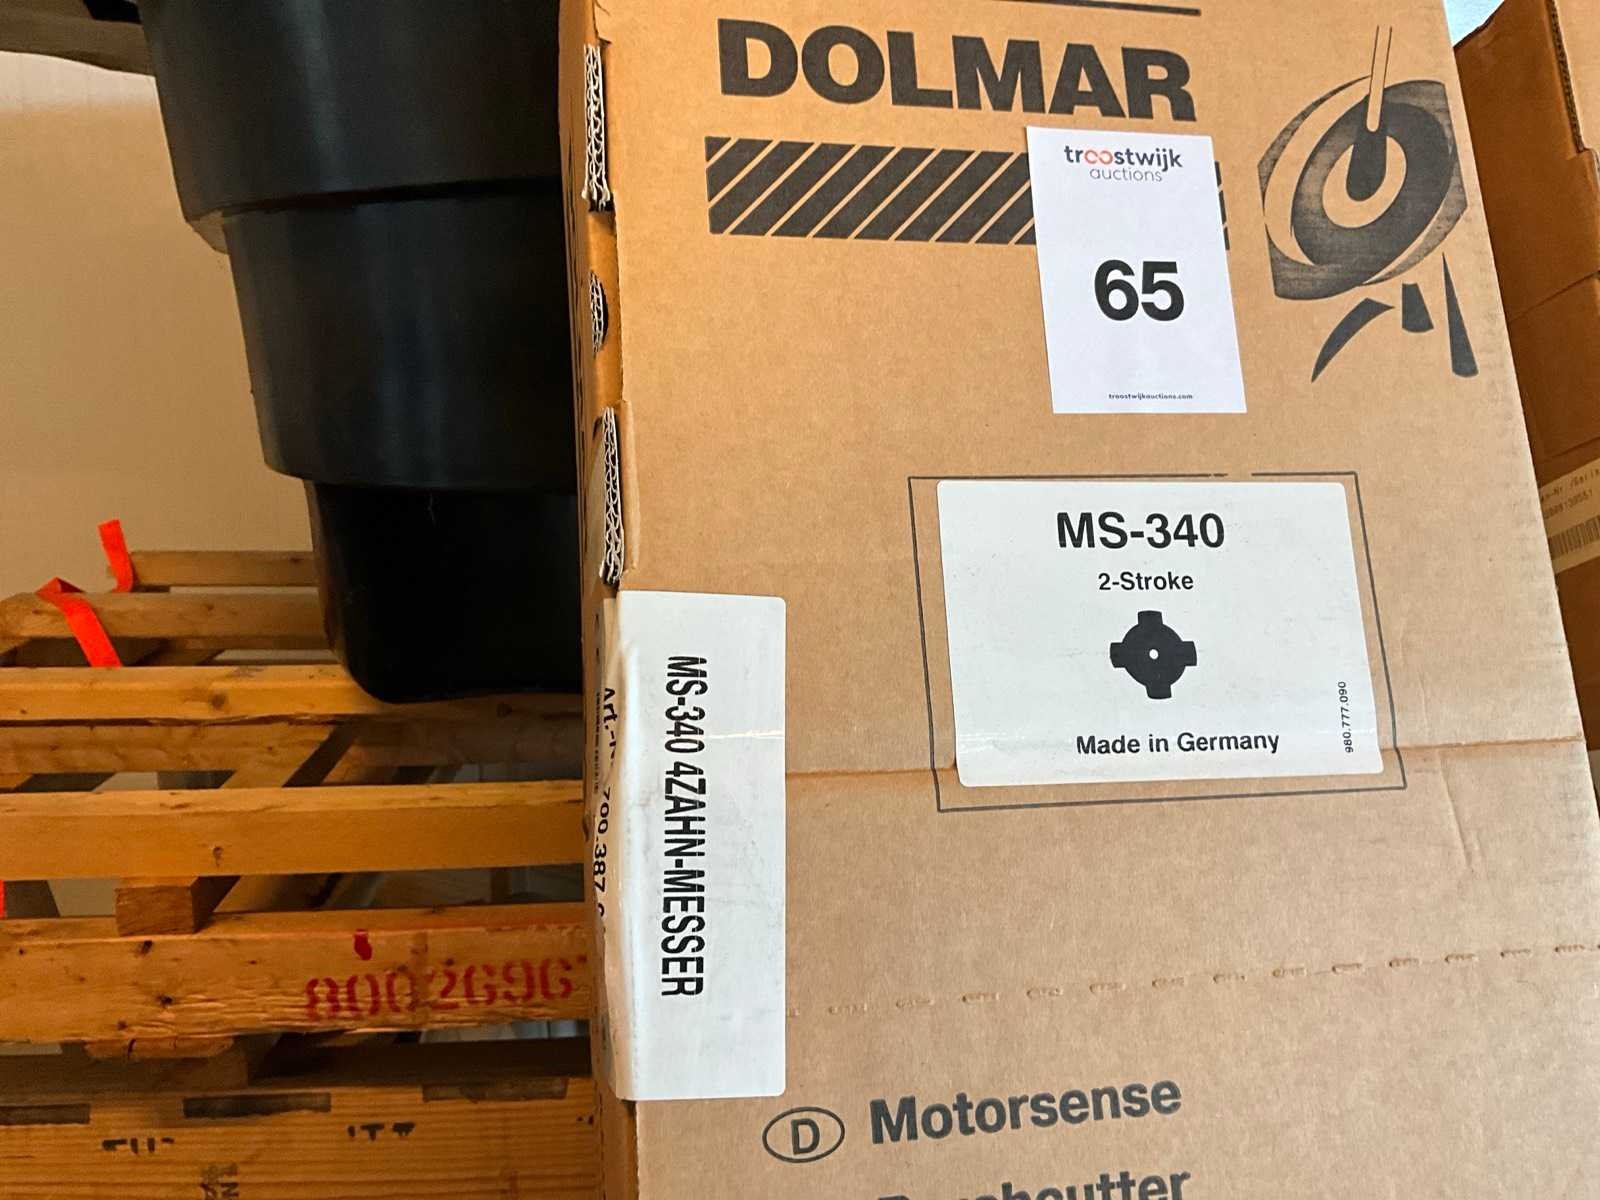 DOLMAR
troostwijk
auctions
65
troostwijkauctions.com
MS-340
2-Stroke
Made in Germany
980.777.090
MS-340 4ZAHN-MESSER
D Motorsense